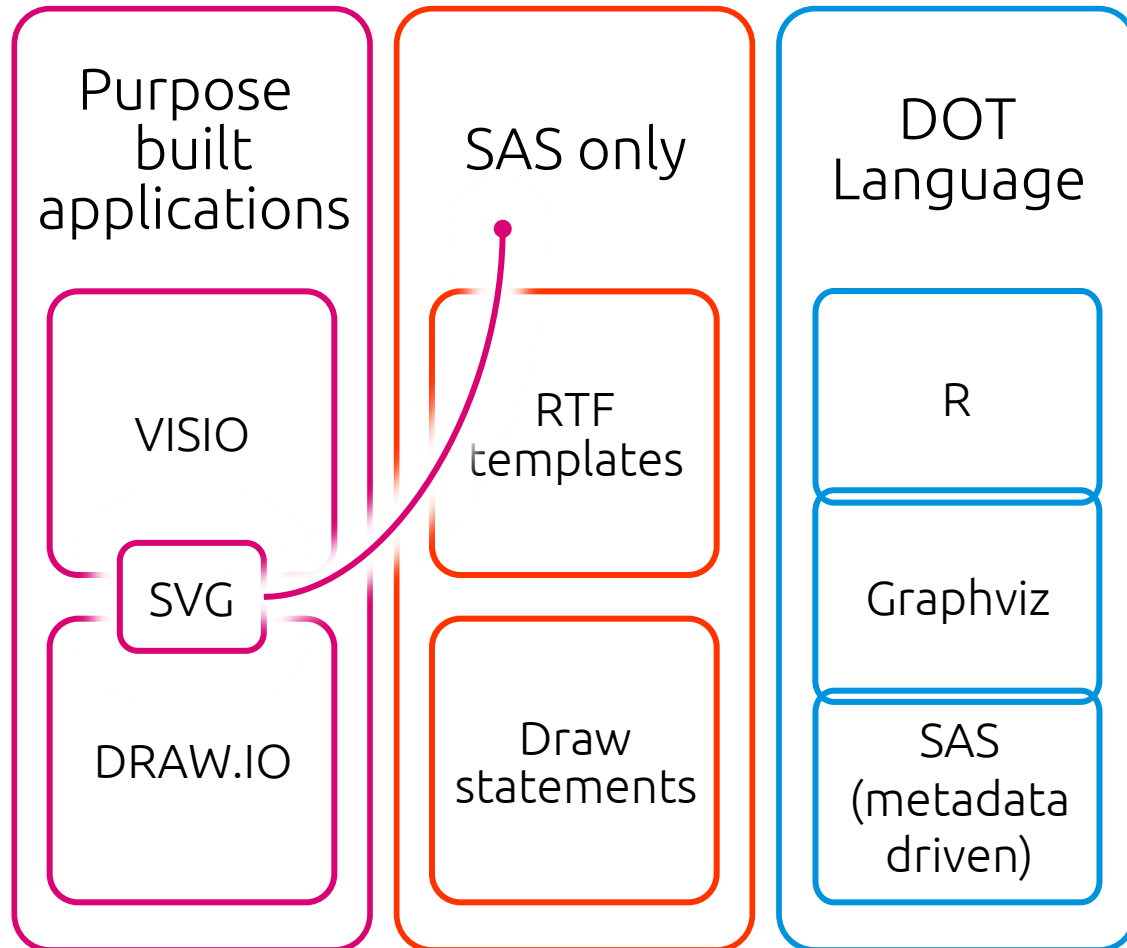 Purpose
built
applications
VISIO
SVG
DRAW.IO
SAS only
RTF
templates
Draw
statements
DOT
Language
R
Graphviz
SAS
(metadata
driven)